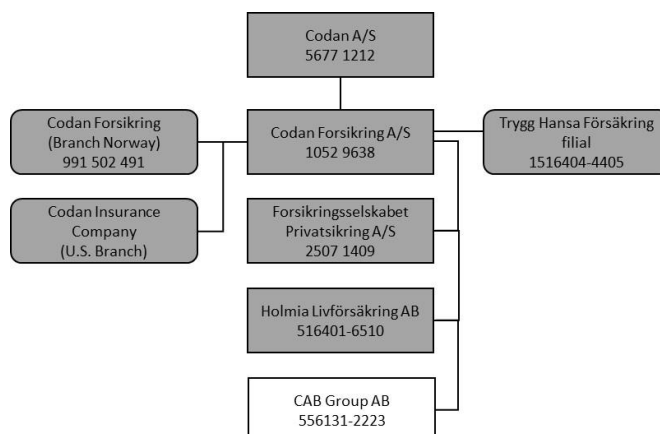 Codan A/S
5677 1212
Codan Forsikring
(Branch Norway)
991 502 491
Codan Forsikring A/S
1052 9638
Trygg Hansa Försäkring
filial
1516404-4405
Codan Insurance
Company
(U.S. Branch)
Forsikringsselskabet
Privatsikring A/S
2507 1409
Holmia Livförsäkring AB
516401-6510
CAB Group AB
556131-2223